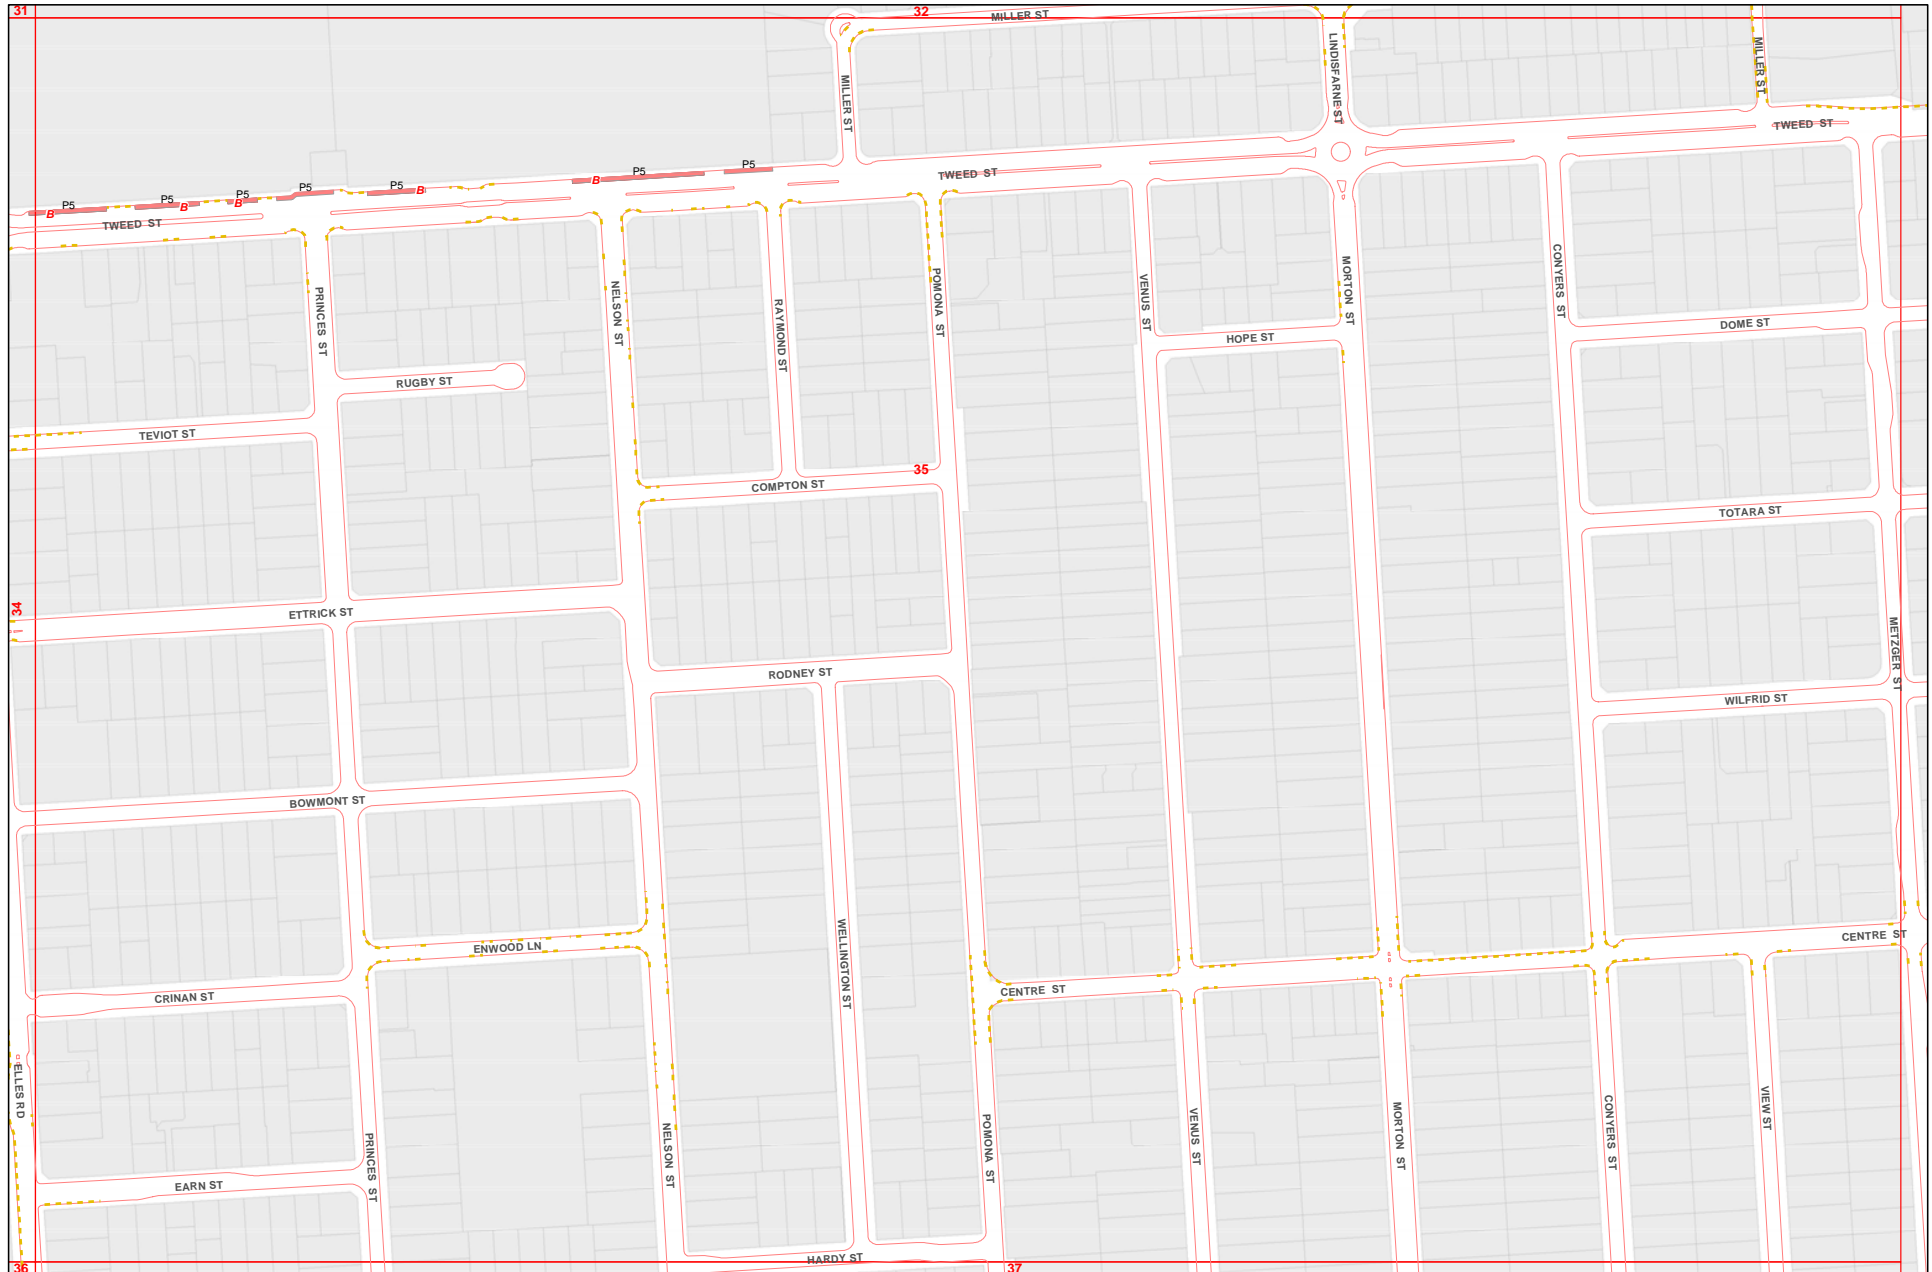 31
32
MILLER ST
LINDISFARNE ST
MILLER ST
MILLER ST
TWEED ST
P5
P5
TWEED ST
P5
P5
P5
P5
P5
B
B
B
B
B
TWEED ST
PRINCES ST
NELSON ST
RAYMOND ST
POMONA ST
VENUS ST
MORTON ST
CONYERS ST
DOME ST
HOPE ST
RUGBY ST
TEVIOT ST
35
COMPTON ST
TOTARA ST
34
ETTRICK ST
METZGER ST
RODNEY ST
WILFRID ST
BOWMONT ST
WELLINGTON ST
ENWOOD LN
CENTRE ST
CENTRE ST
CRINAN ST
ELLES RD
PRINCES ST
NELSON ST
POMONA ST
VENUS ST
MORTON ST
CONYERS ST
VIEW ST
EARN ST
HARDY ST
36
37